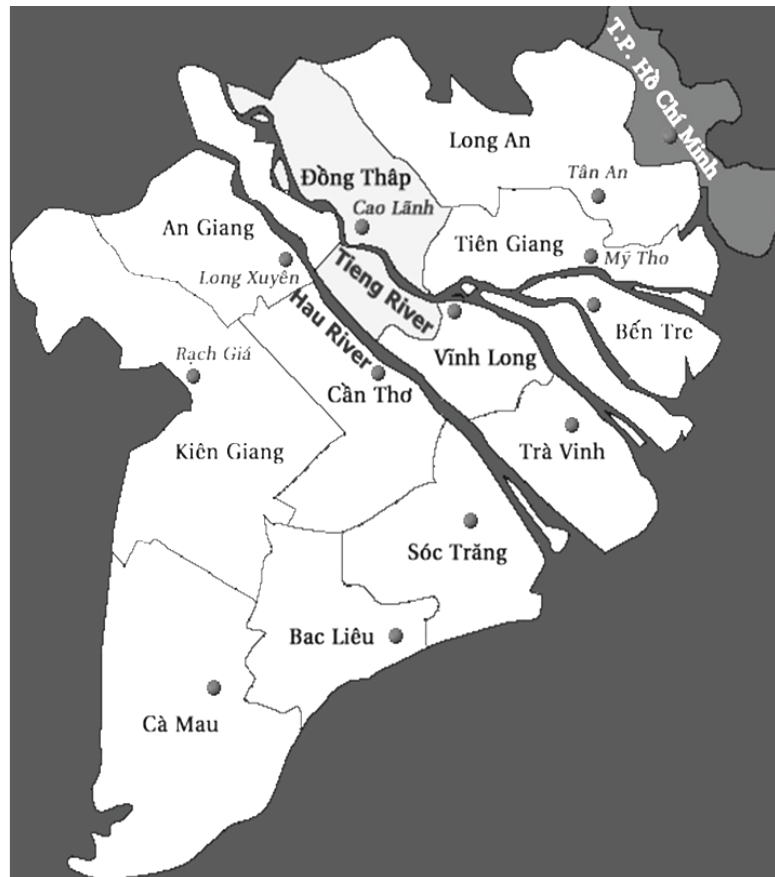 T.P. Hồ Chí Minh
Long An
Tân An
Đồng Thâp
Cao Lãnh
An Giang
Tiên Giang
Mỹ Tho
Long Xuyên
Tieng River
Hau River
Bến Tre
Vĩnh Long
Rạch Giá
Cần Thơ
Kiên Giang
Trà Vinh
Sóc Trăng
Bac Liêu
Cà Mau